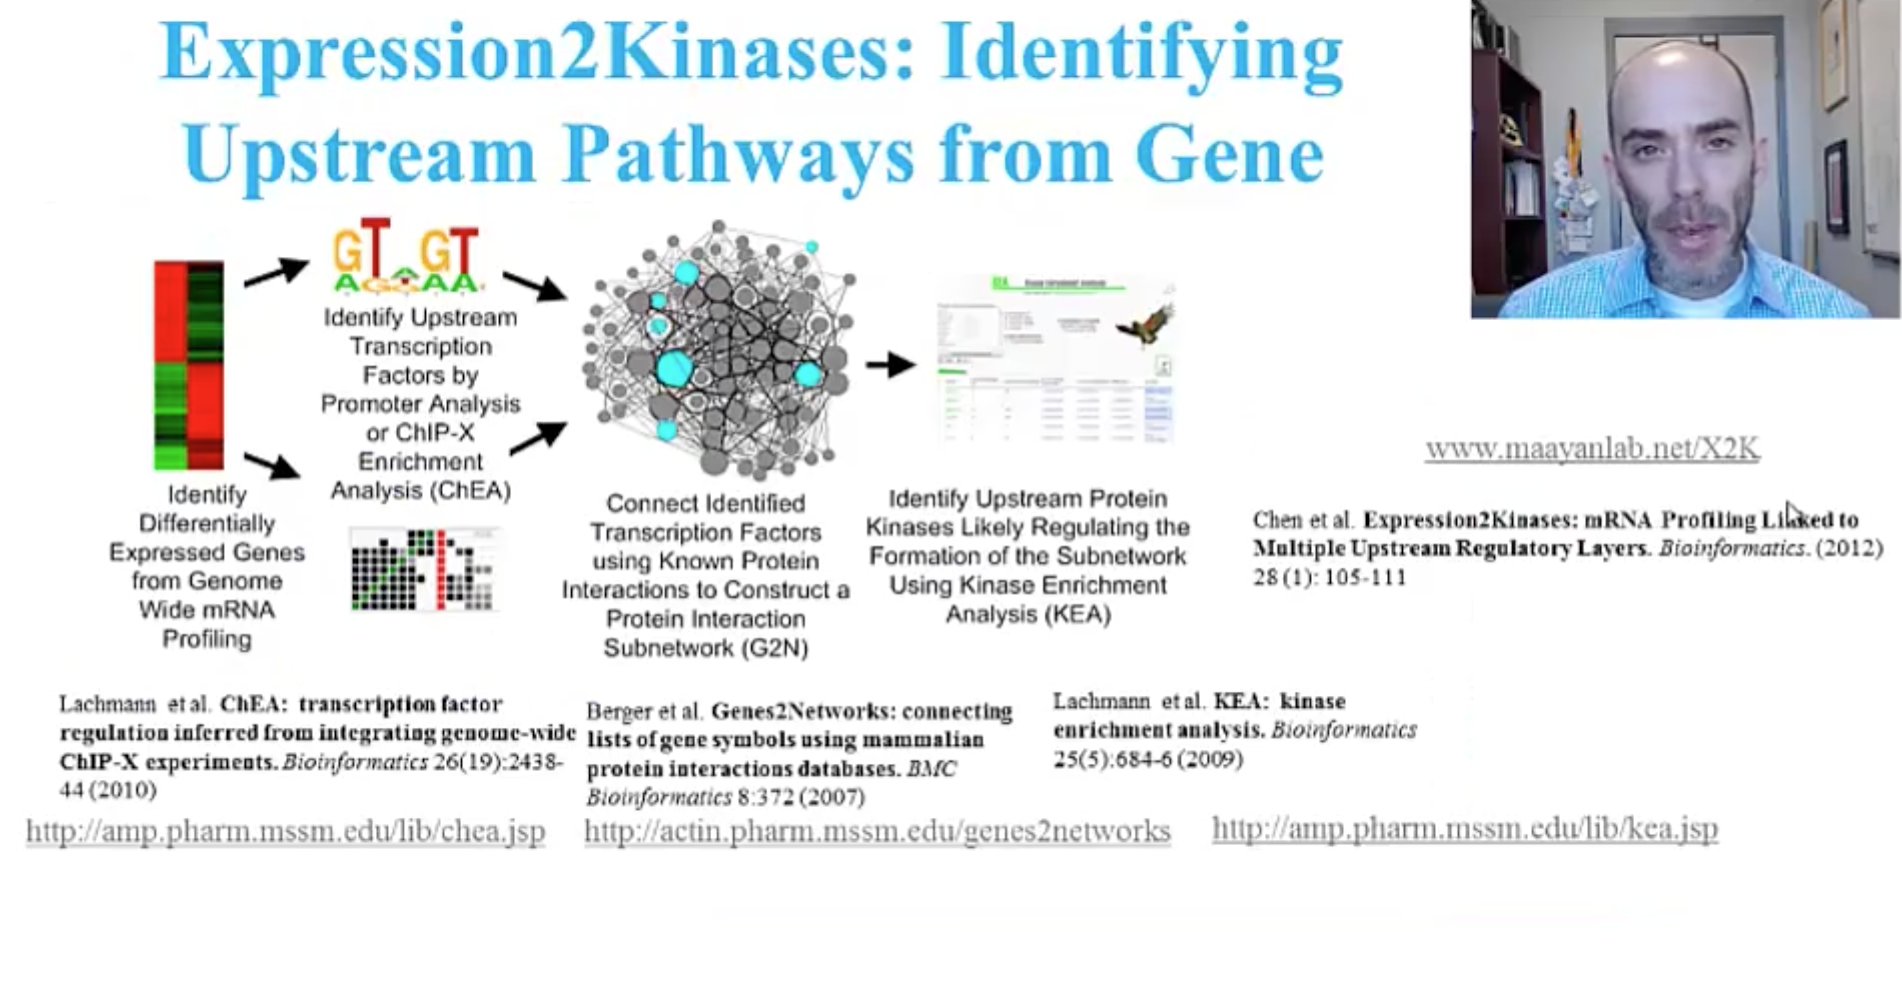 Expression2Kinases: Identifying
Upstream Pathways from Gene
Identify
Differentially
Expressed Genes
from Genome
Wide mRNA
Profiling
Identify Upstream
Transcription
Factors by
Promoter Analysis
or ChIP-X
Enrichment
Analysis (ChEA)
Connect Identified
Transcription Factors
using Known Protein
Interactions to Construct a
Protein Interaction
Subnetwork (G2N)
Identify Upstream Protein
Kinases Likely Regulating the
Formation of the Subnetwork
Using Kinase Enrichment
Analysis (KEA)
www.maayanlab.net/X2K
Chen et al. Expression2Kinases: mRNA Profiling Linked to
Multiple Upstream Regulatory Layers. Bioinformatics. (2012)
28 (1): 105-111
Lachmann et al. ChEA: transcription factor
regulation inferred from integrating genome-wide
ChIP-X experiments. Bioinformatics 26(19):2438-
44 (2010)
http://amp.pharm.mssm.edu/lib/chea.jsp
Berger et al. Genes2Networks: connecting
lists of gene symbols using mammalian
protein interactions databases. BMC
Bioinformatics 8:372 (2007)
http://actin.pharm.mssm.edu/genes2networks
Lachmann et al. KEA: kinase
enrichment analysis. Bioinformatics
25(5):684-6 (2009)
http://amp.pharm.mssm.edu/lib/kea.jsp